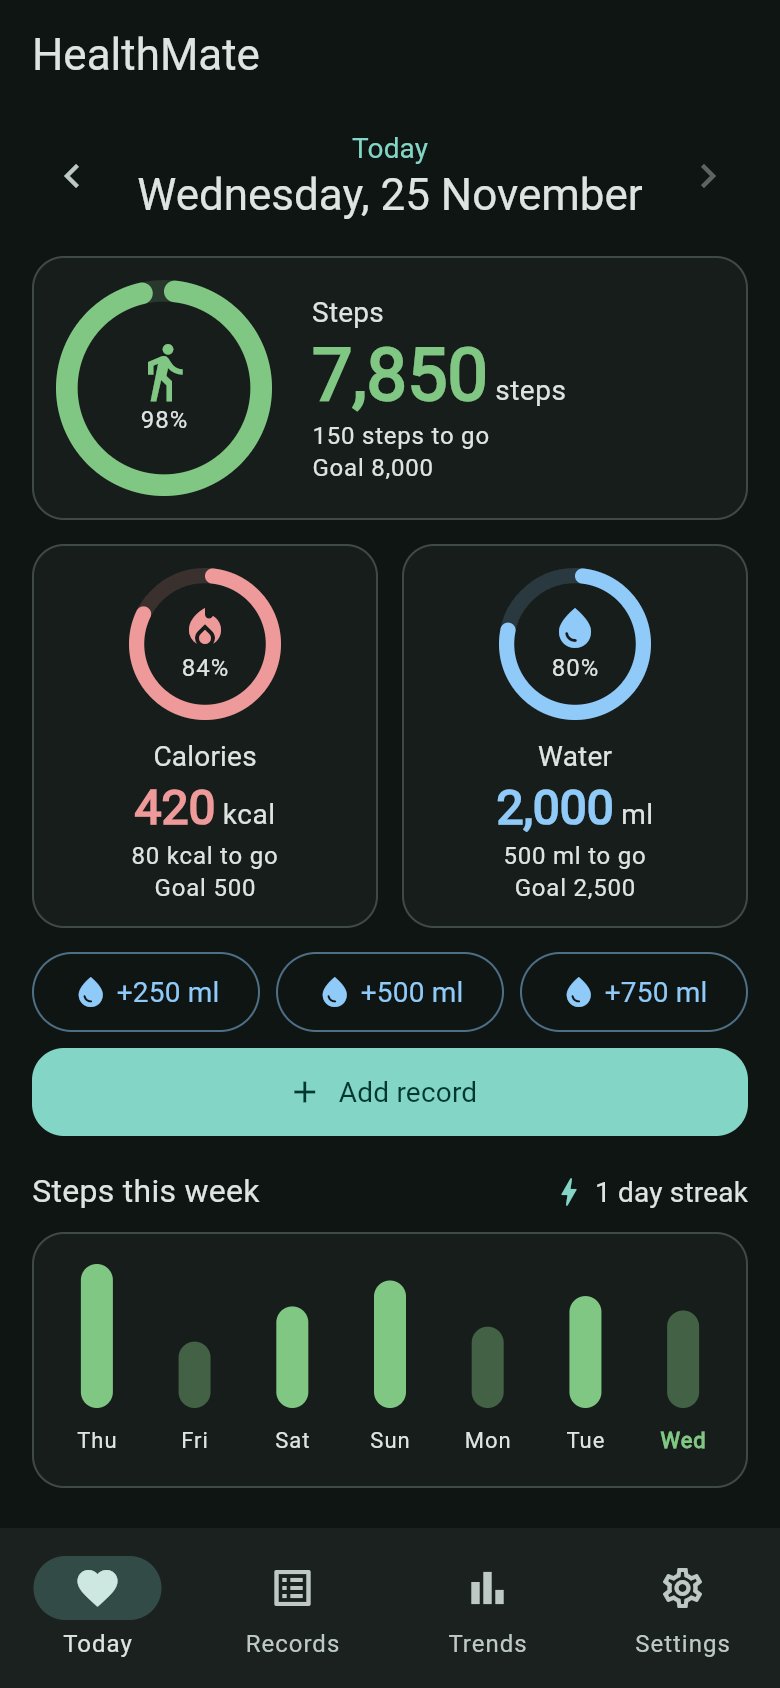 HealthMate
Today
Wednesday, 25 November
Steps
7,850 steps
98%
150 steps to go
Goal 8,000
84%
Calories
420 kcal
80 kcal to go
Goal 500
80%
Water
2,000 ml
500 ml to go
Goal 2,500
+250 ml
+500 ml
+750 ml
+ Add record
Steps this week
1 day streak
Thu
Fri
Sat
Sun
Mon
Tue
Wed
Today
Records
Trends
Settings